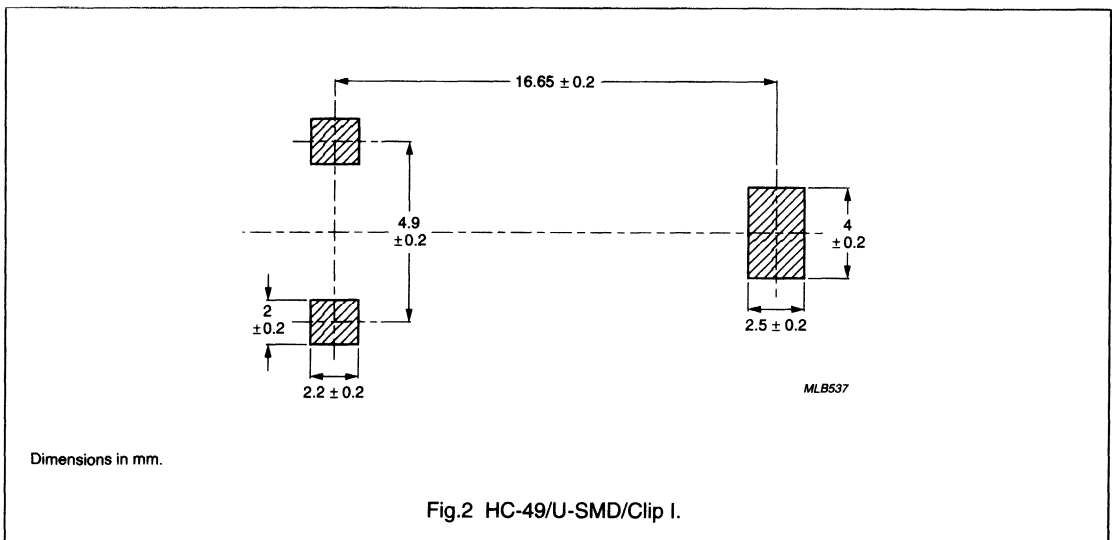 16.65 ± 0.2
4.9
± 0.2
4
± 0.2
2
± 0.2
2.5 ± 0.2
2.2 ± 0.2
MLB537
Dimensions in mm.
Fig.2 HC-49/U-SMD/Clip I.